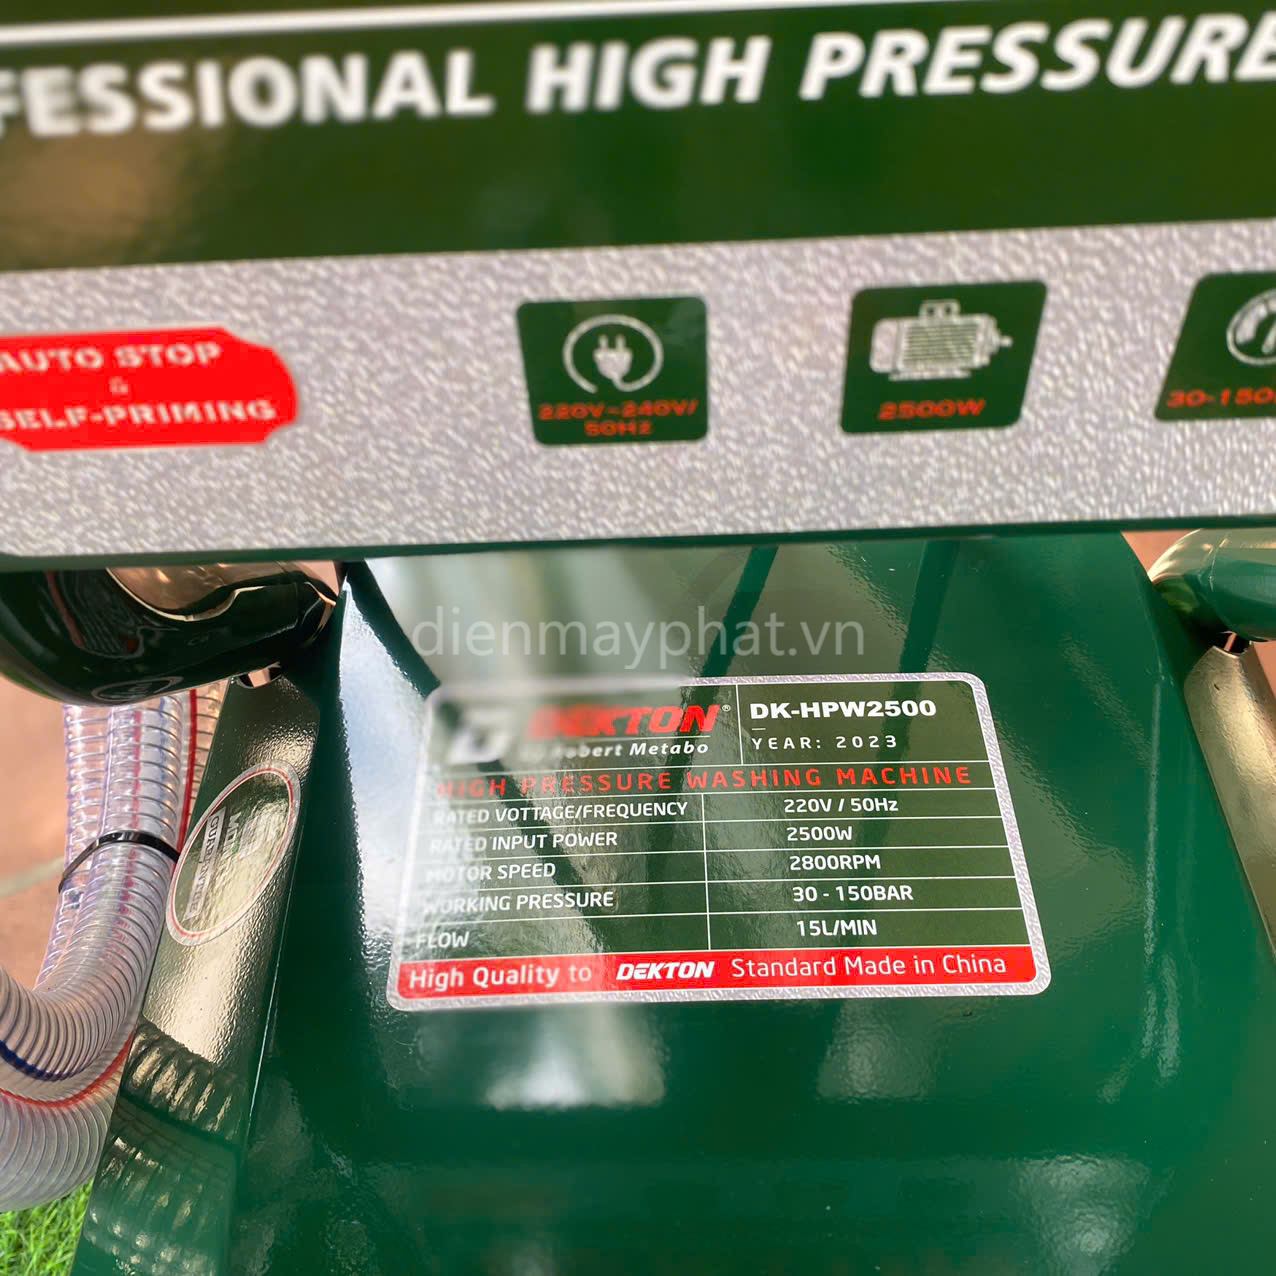 FESSIONAL HIGH PRESSURE
AUTO STOP
&
SELF-PRIMING
220V~240V/
50HZ
2500W
30-150
dienmayphat.vn
DEKTON®
by Robert Metabo
DK-HPW2500
YEAR: 2023
HIGH PRESSURE WASHING MACHINE
RATED VOTTAGE/FREQUENCY 220V / 50Hz
RATED INPUT POWER 2500W
MOTOR SPEED 2800RPM
WORKING PRESSURE 30 - 150BAR
FLOW 15L/MIN
High Quality to DEKTON Standard Made in China